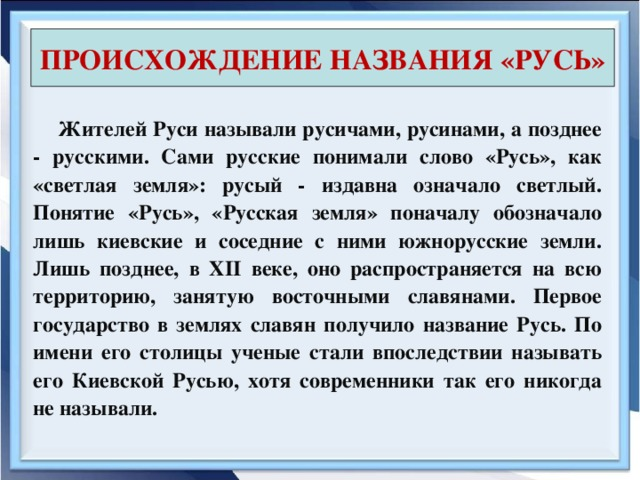 ПРОИСХОЖДЕНИЕ НАЗВАНИЯ «РУСЬ»
Жителей Руси называли русичами, русинами, а позднее
- русскими. Сами русские понимали слово «Русь», как
«светлая земля»: русый - издавна означало светлый.
Понятие «Русь», «Русская земля» поначалу обозначало
лишь киевские и соседние с ними южнорусские земли.
Лишь позднее, в XII веке, оно распространяется на всю
территорию, занятую восточными славянами. Первое
государство в землях славян получило название Русь. По
имени его столицы ученые стали впоследствии называть
его Киевской Русью, хотя современники так его никогда
не называли.